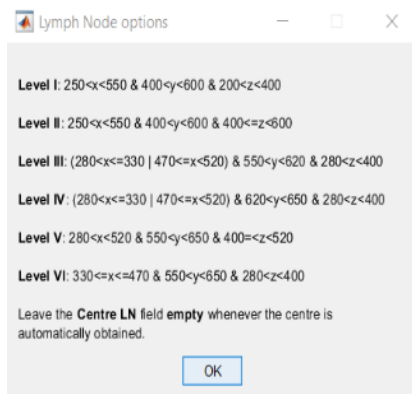 Lymph Node options
Level I: 250<x<550 & 400<y<600 & 200<z<400
Level II: 250<x<550 & 400<y<600 & 400<=z<600
Level III: (280<x<=330 | 470<=x<520) & 550<y<620 & 280<z<400
Level IV: (280<x<=330 | 470<=x<520) & 620<y<650 & 280<z<400
Level V: 280<x<520 & 550<y<650 & 400=<z<520
Level VI: 330<=x<=470 & 550<y<650 & 280<z<400
Leave the Centre LN field empty whenever the centre is
automatically obtained.
OK